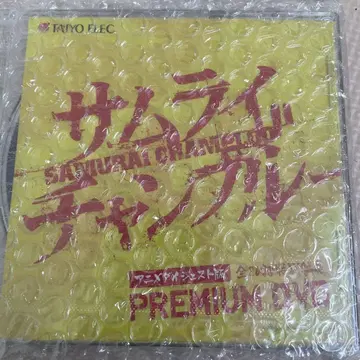 TAIYO ELEC
サムライ
SAMURAI CHAMPLOO
チャンプルー
アニメダイジェスト版
PREMIUM DVD